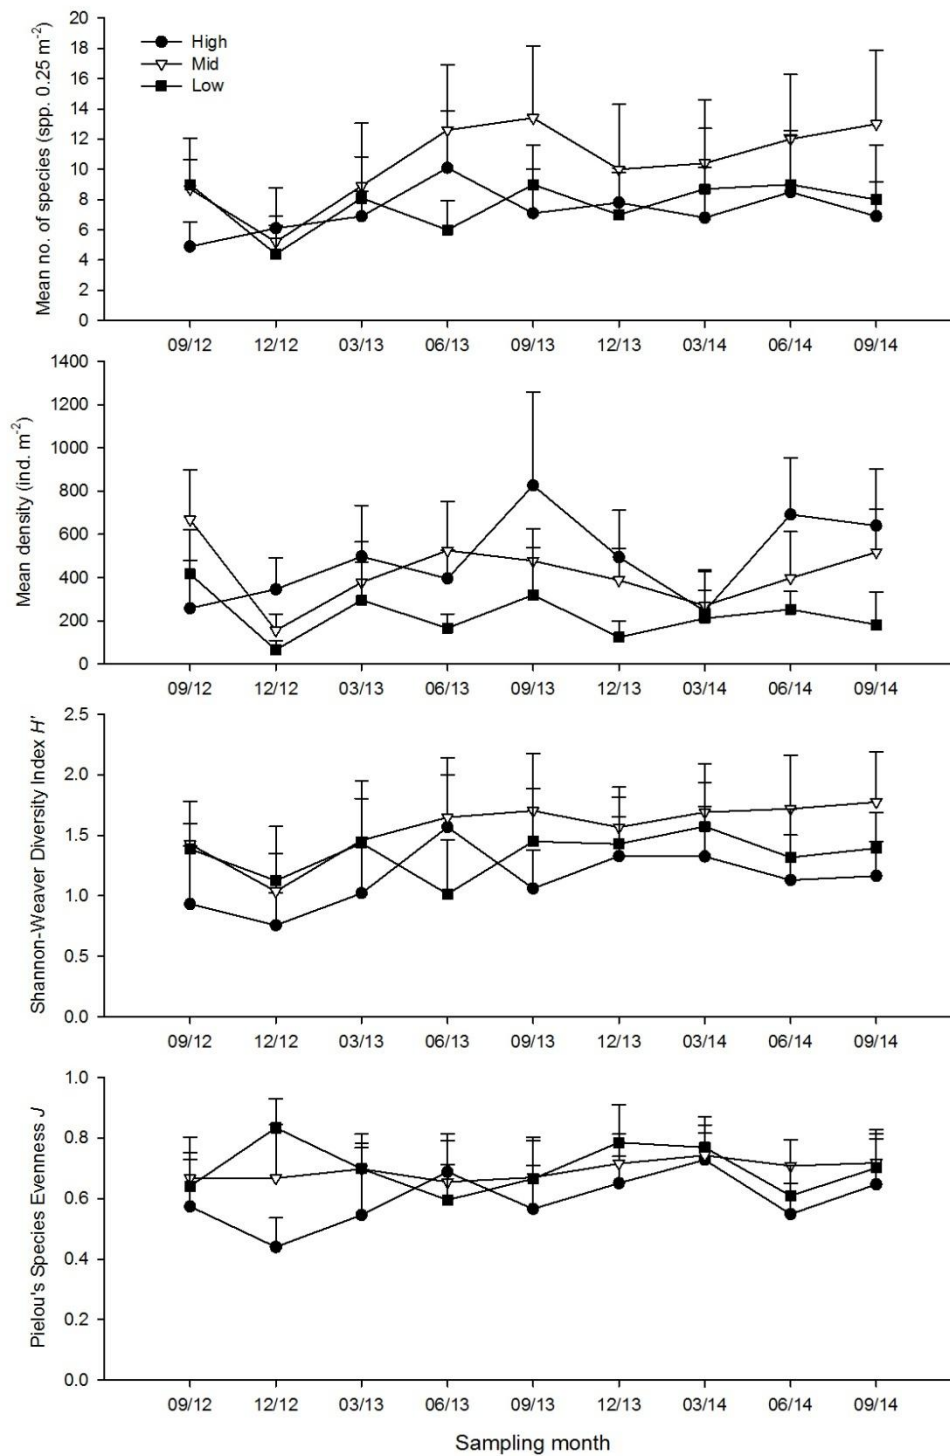 Mean no. of species (spp. 0.25 m⁻²)
20
18
16
14
12
10
8
6
4
2
0
High
Mid
Low
09/12 12/12 03/13 06/13 09/13 12/13 03/14 06/14 09/14
Mean density (ind. m⁻²)
1400
1200
1000
800
600
400
200
0
09/12 12/12 03/13 06/13 09/13 12/13 03/14 06/14 09/14
Shannon-Weaver Diversity Index H'
2.5
2.0
1.5
1.0
0.5
0.0
09/12 12/12 03/13 06/13 09/13 12/13 03/14 06/14 09/14
Pielou's Species Evenness J
1.0
0.8
0.6
0.4
0.2
0.0
09/12 12/12 03/13 06/13 09/13 12/13 03/14 06/14 09/14
Sampling month